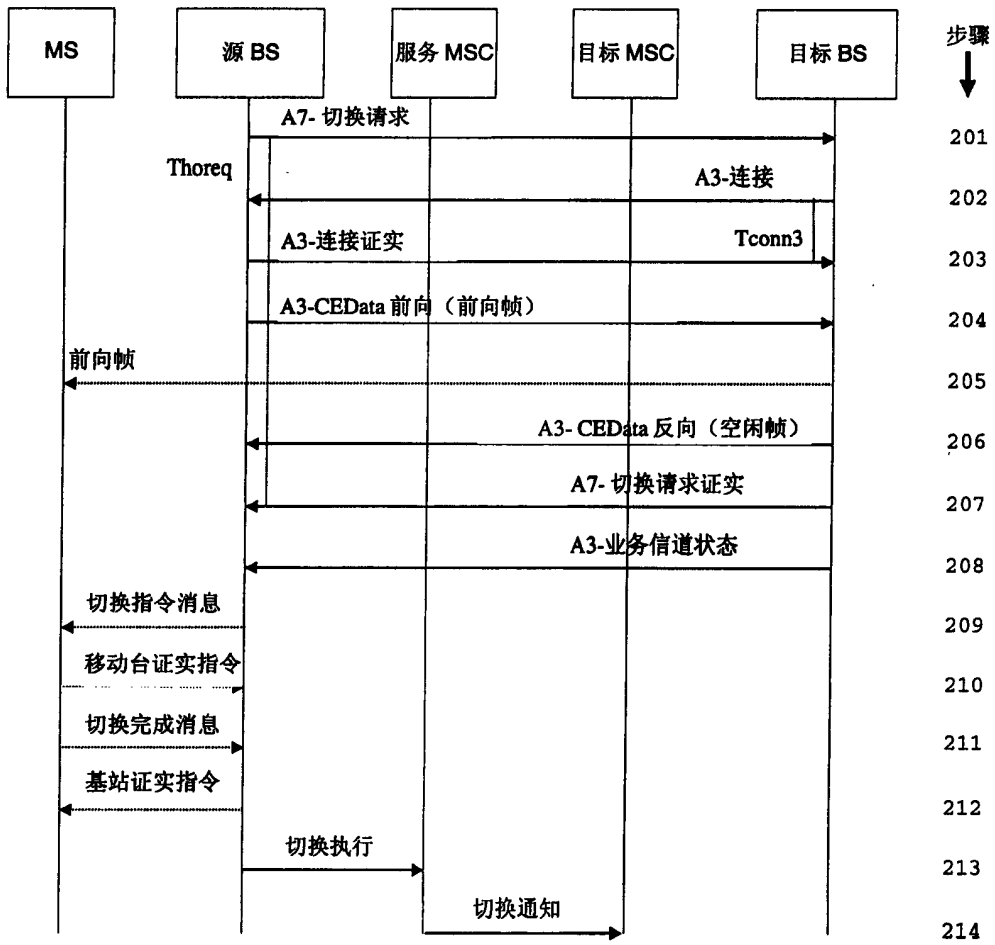 MS
源 BS
服务 MSC
目标 MSC
目标 BS
步骤
A7- 切换请求
201
Thoreq
A3-连接
202
A3-连接证实
Tconn3
203
A3-CEData 前向（前向帧）
204
前向帧
205
A3- CEData 反向（空闲帧）
206
A7- 切换请求证实
207
A3-业务信道状态
208
切换指令消息
209
移动台证实指令
210
切换完成消息
211
基站证实指令
212
切换执行
213
切换通知
214